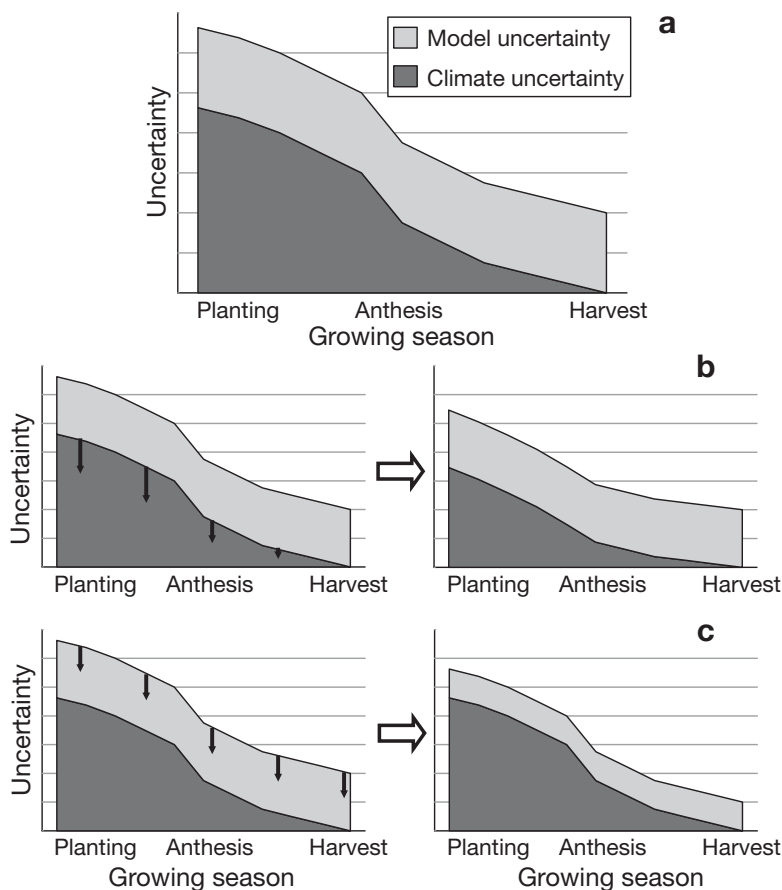 a
Model uncertainty
Climate uncertainty
Uncertainty
Planting Anthesis Harvest
Growing season
b
Uncertainty
Planting Anthesis Harvest
Planting Anthesis Harvest
c
Uncertainty
Planting Anthesis Harvest
Planting Anthesis Harvest
Growing season
Growing season